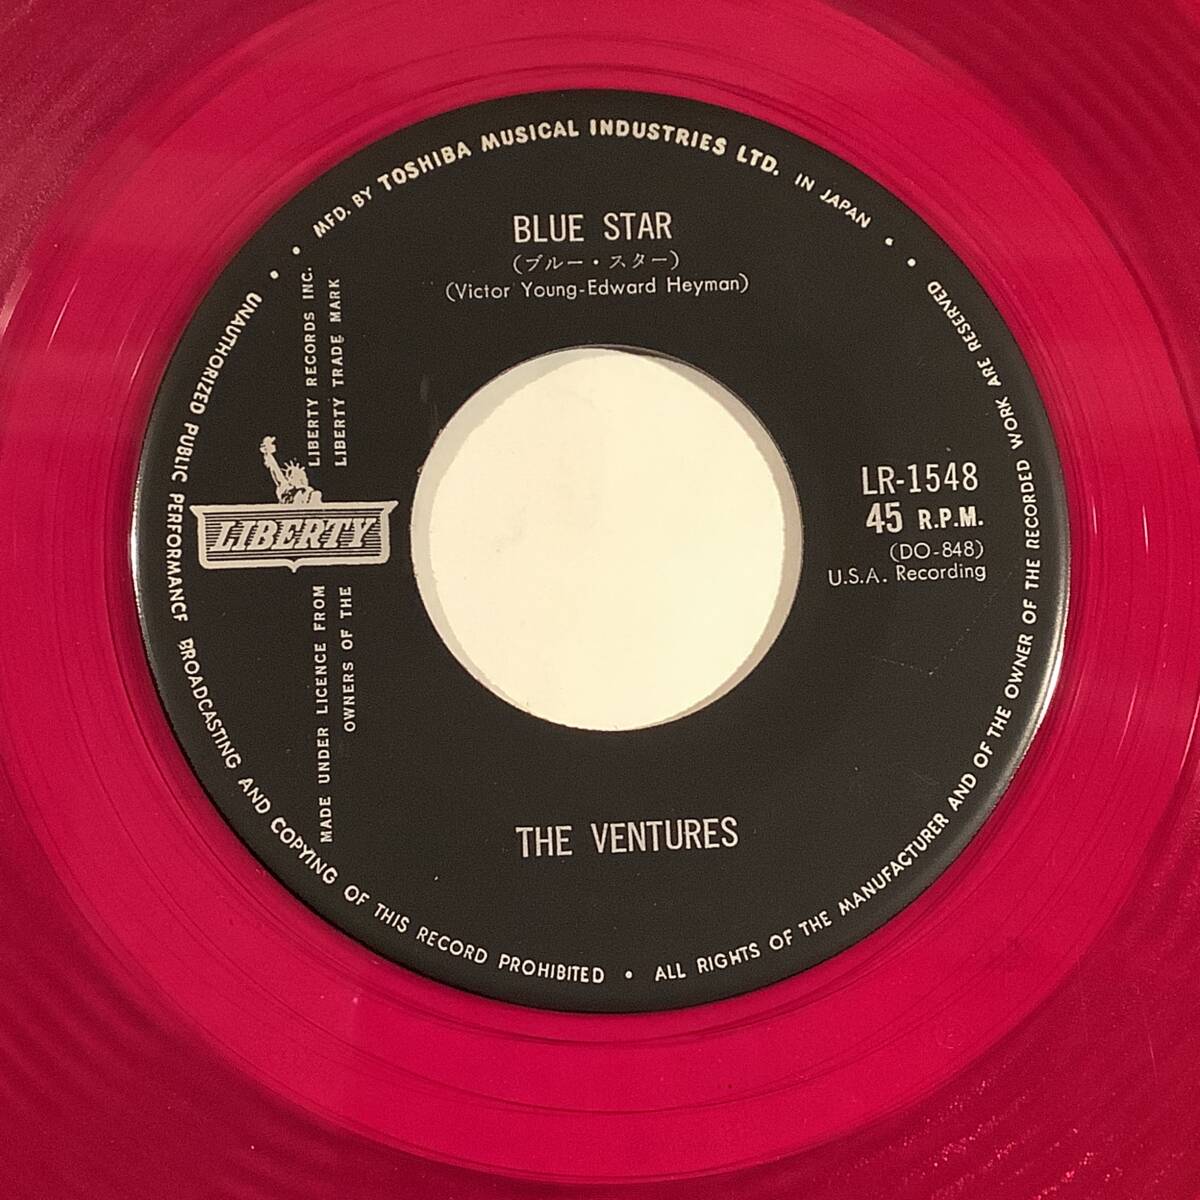 MFD. BY TOSHIBA MUSICAL INDUSTRIES LTD. IN JAPAN
BLUE STAR
(ブルー・スター)
(Victor Young-Edward Heyman)
LIBERTY RECORDS INC.
LIBERTY TRADE MARK
LIBERTY
MADE UNDER LICENCE FROM
OWNERS OF THE
LR-1548
45 R.P.M.
(DO-848)
U.S.A. Recording
THE VENTURES
UNAUTHORIZED PUBLIC PERFORMANCE BROADCASTING AND COPYING OF THIS RECORD PROHIBITED • ALL RIGHTS OF THE MANUFACTURER AND OF THE OWNER OF THE RECORDED WORK ARE RESERVED